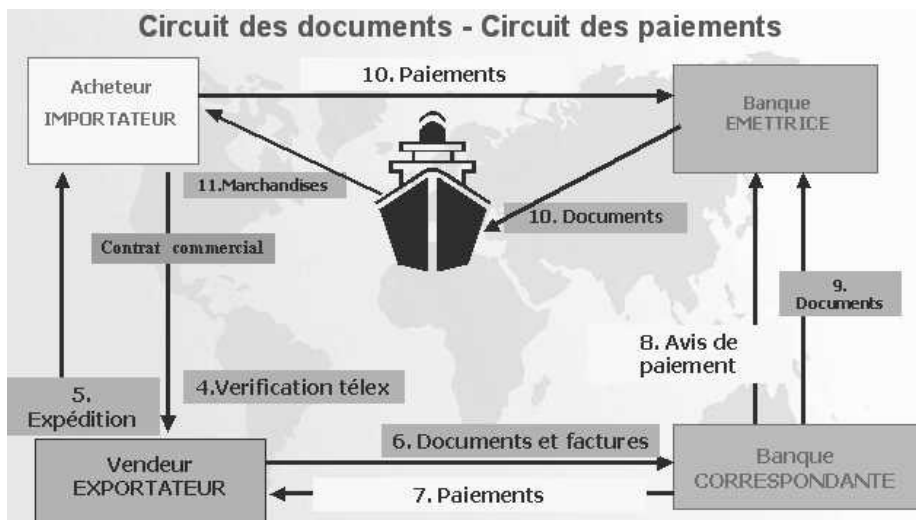 Circuit des documents - Circuit des paiements
Acheteur
IMPORTATEUR
10. Paiements
Banque
EMETTRICE
11.Marchandises
10. Documents
Contrat commercial
9.
Documents
8. Avis de
paiement
5.
Expédition
4.Verification télex
6. Documents et factures
Vendeur
EXPORTATEUR
7. Paiements
Banque
CORRESPONDANTE